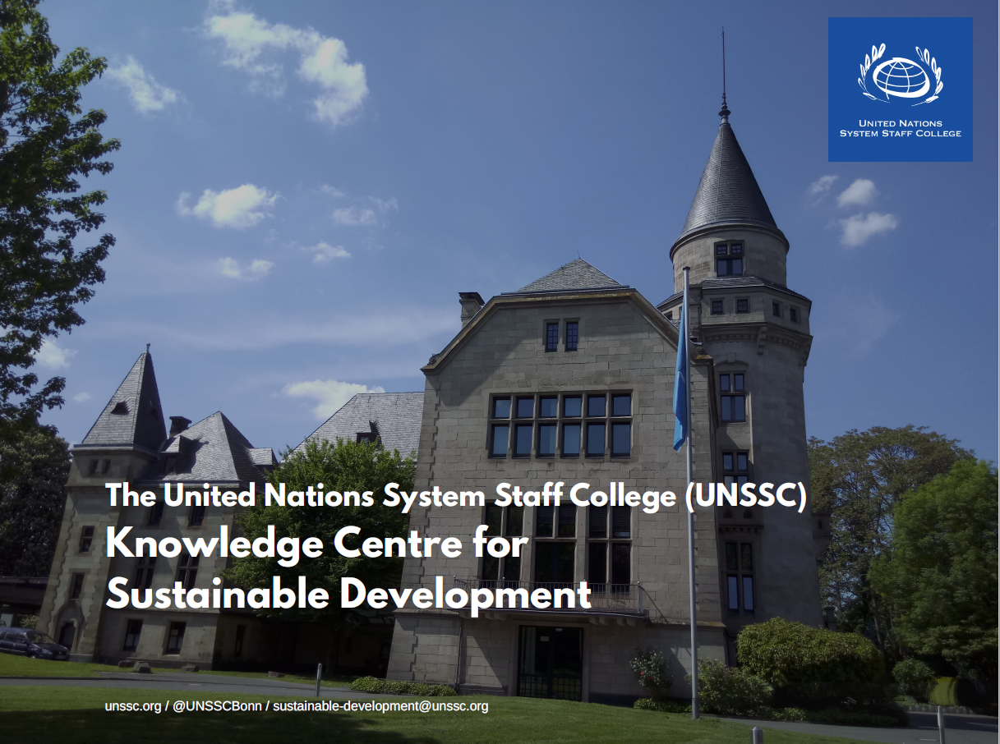 United Nations
System Staff College
The United Nations System Staff College (UNSSC)
Knowledge Centre for
Sustainable Development
unssc.org / @UNSSCBonn / sustainable-development@unssc.org